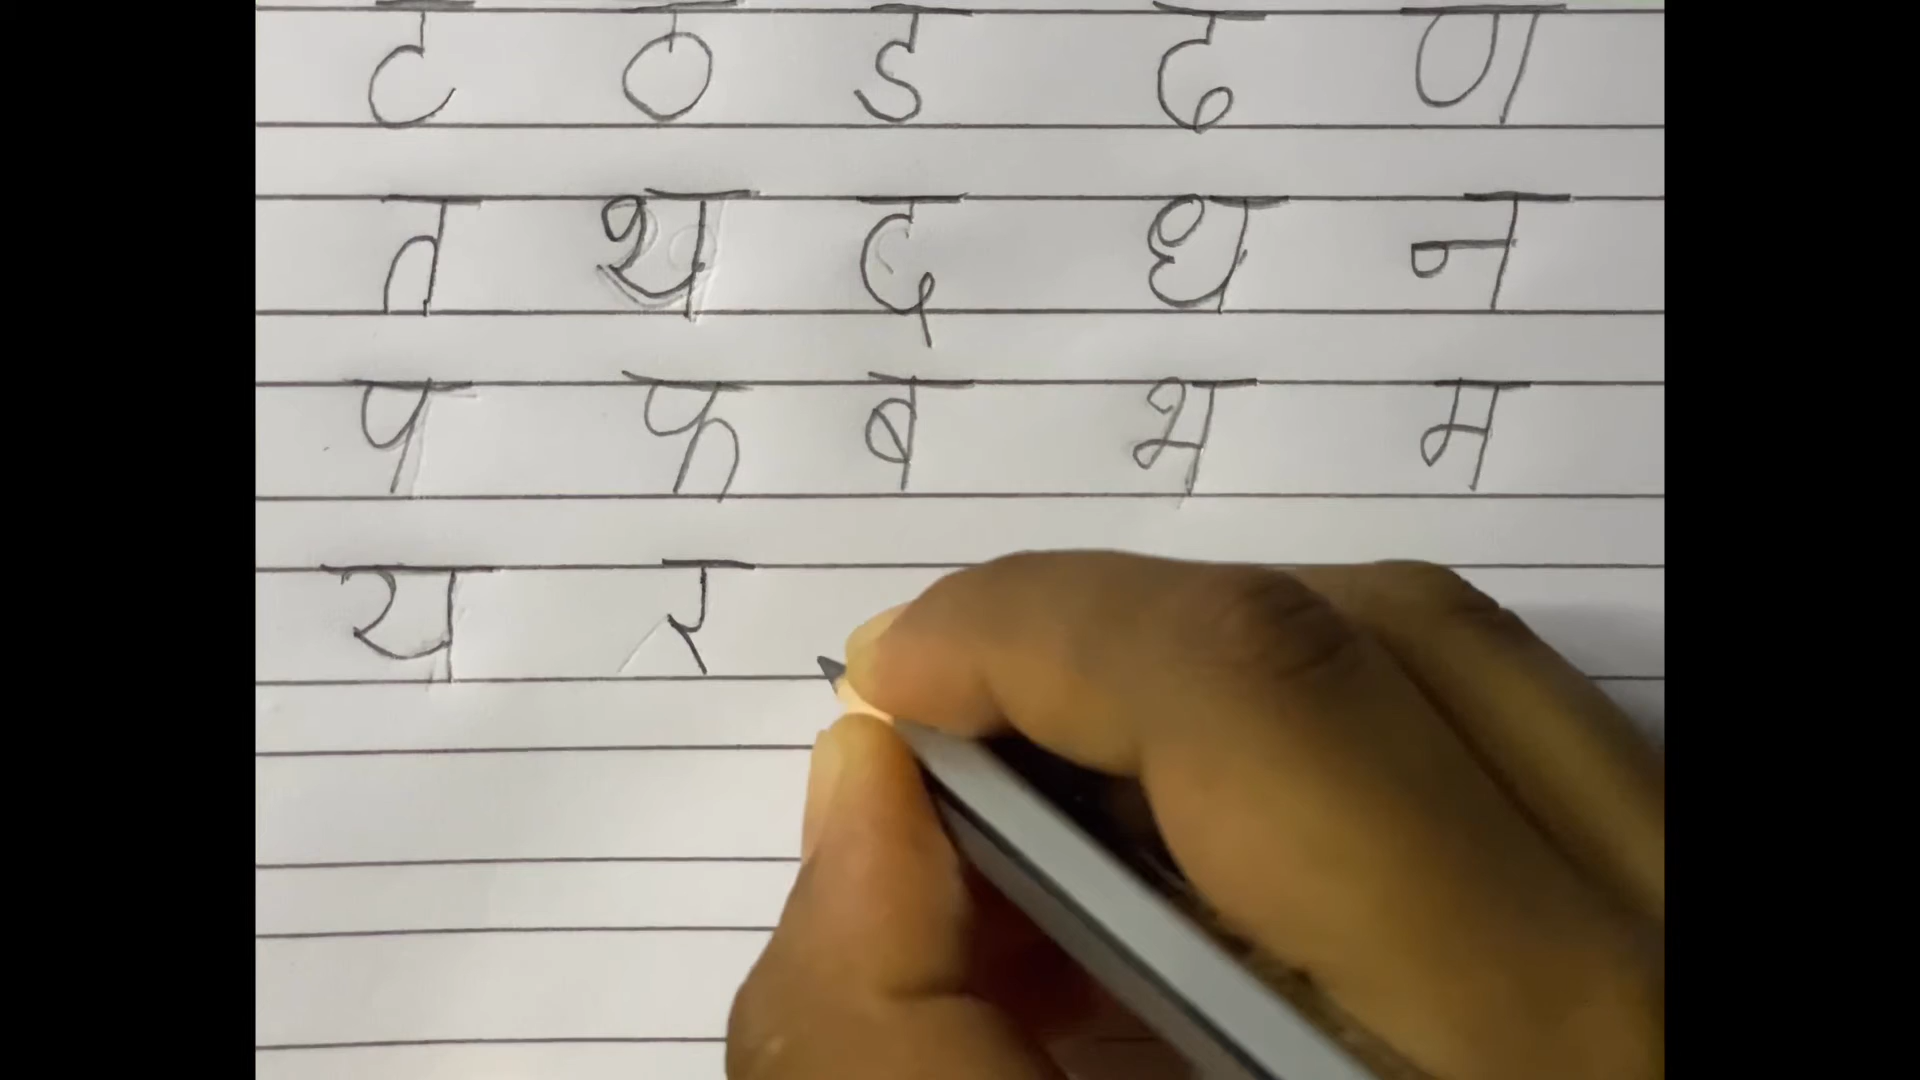 ट ठ ड ढ ण
त थ द ध न
प फ ब भ म
य र